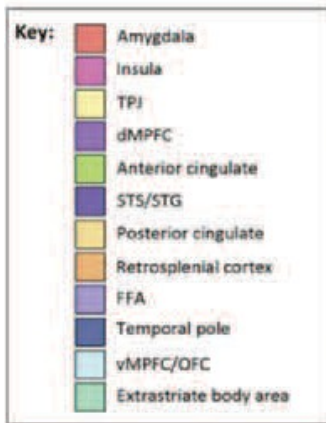 Key:
Amygdala
Insula
TPJ
dMPFC
Anterior cingulate
STS/STG
Posterior cingulate
Retrosplenial cortex
FFA
Temporal pole
vMPFC/OFC
Extrastriate body area